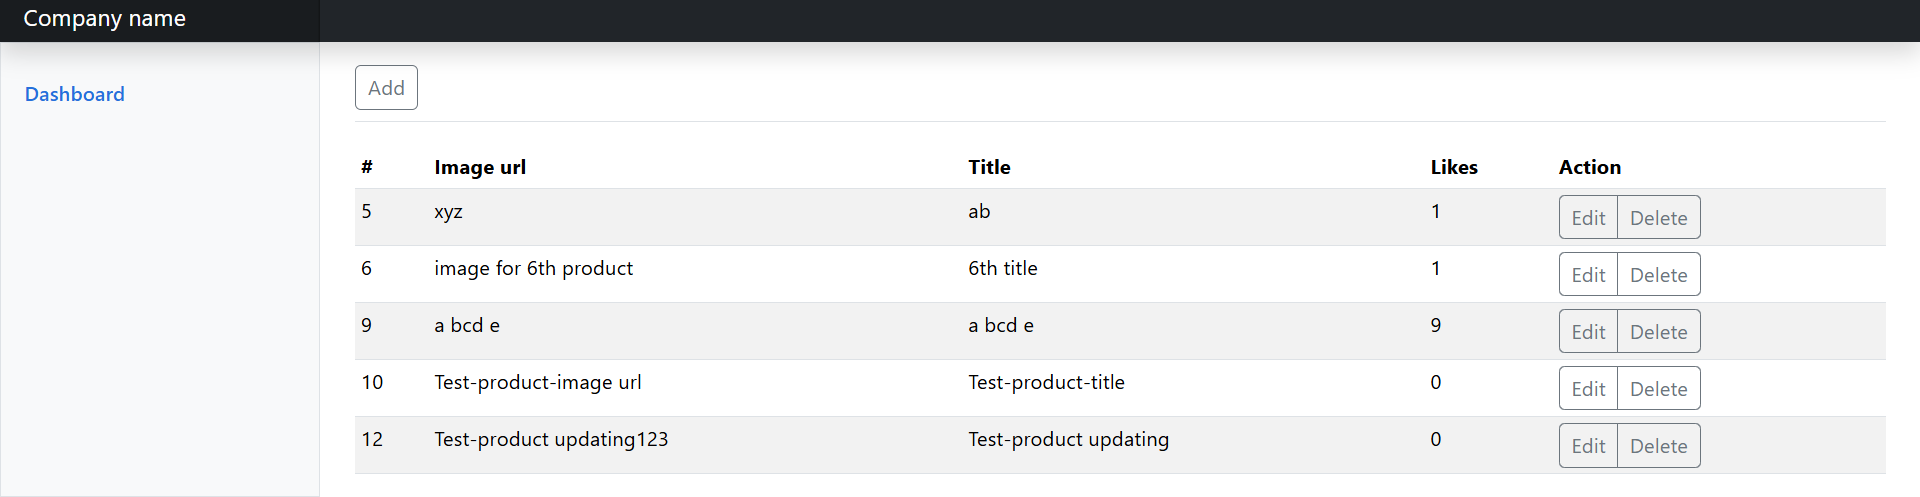 Company name
Dashboard
Add
# Image url Title Likes Action
5 xyz ab 1 Edit Delete
6 image for 6th product 6th title 1 Edit Delete
9 a bcd e a bcd e 9 Edit Delete
10 Test-product-image url Test-product-title 0 Edit Delete
12 Test-product updating123 Test-product updating 0 Edit Delete